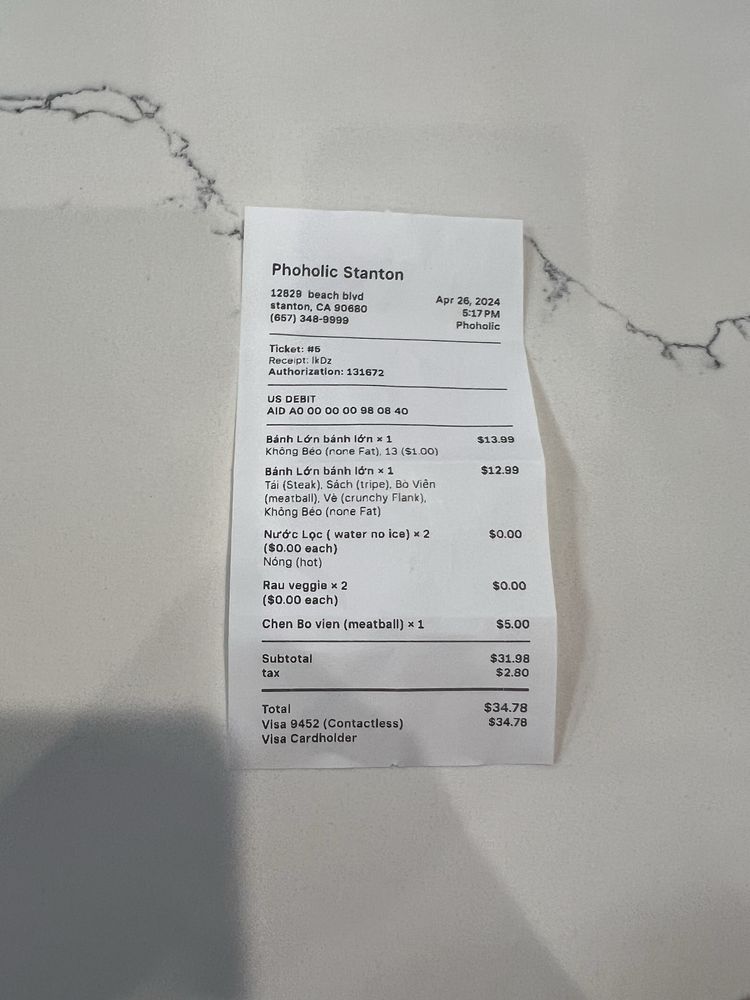 Phoholic Stanton
12829 beach blvd
stanton, CA 90680
(657) 348-9999
Apr 26, 2024
5:17 PM
Phoholic
Ticket: #6
Receipt: lkDz
Authorization: 131672
US DEBIT
AID A0 00 00 00 98 08 40
Bánh Lớn bánh lớn × 1 $13.99
Không Béo (none Fat), 13 ($1.00)
Bánh Lớn bánh lớn × 1 $12.99
Tái (Steak), Sách (tripe), Bò Viên
(meatball), Vè (crunchy Flank),
Không Béo (none Fat)
Nước Lọc ( water no ice) × 2 $0.00
($0.00 each)
Nóng (hot)
Rau veggie × 2 $0.00
($0.00 each)
Chen Bo vien (meatball) × 1 $5.00
Subtotal $31.98
tax $2.80
Total $34.78
Visa 9452 (Contactless) $34.78
Visa Cardholder